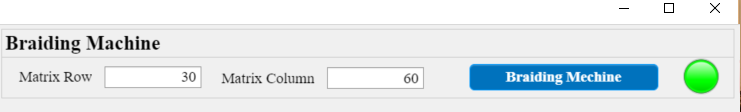 Braiding Machine
Matrix Row 30 Matrix Column 60 Braiding Mechine